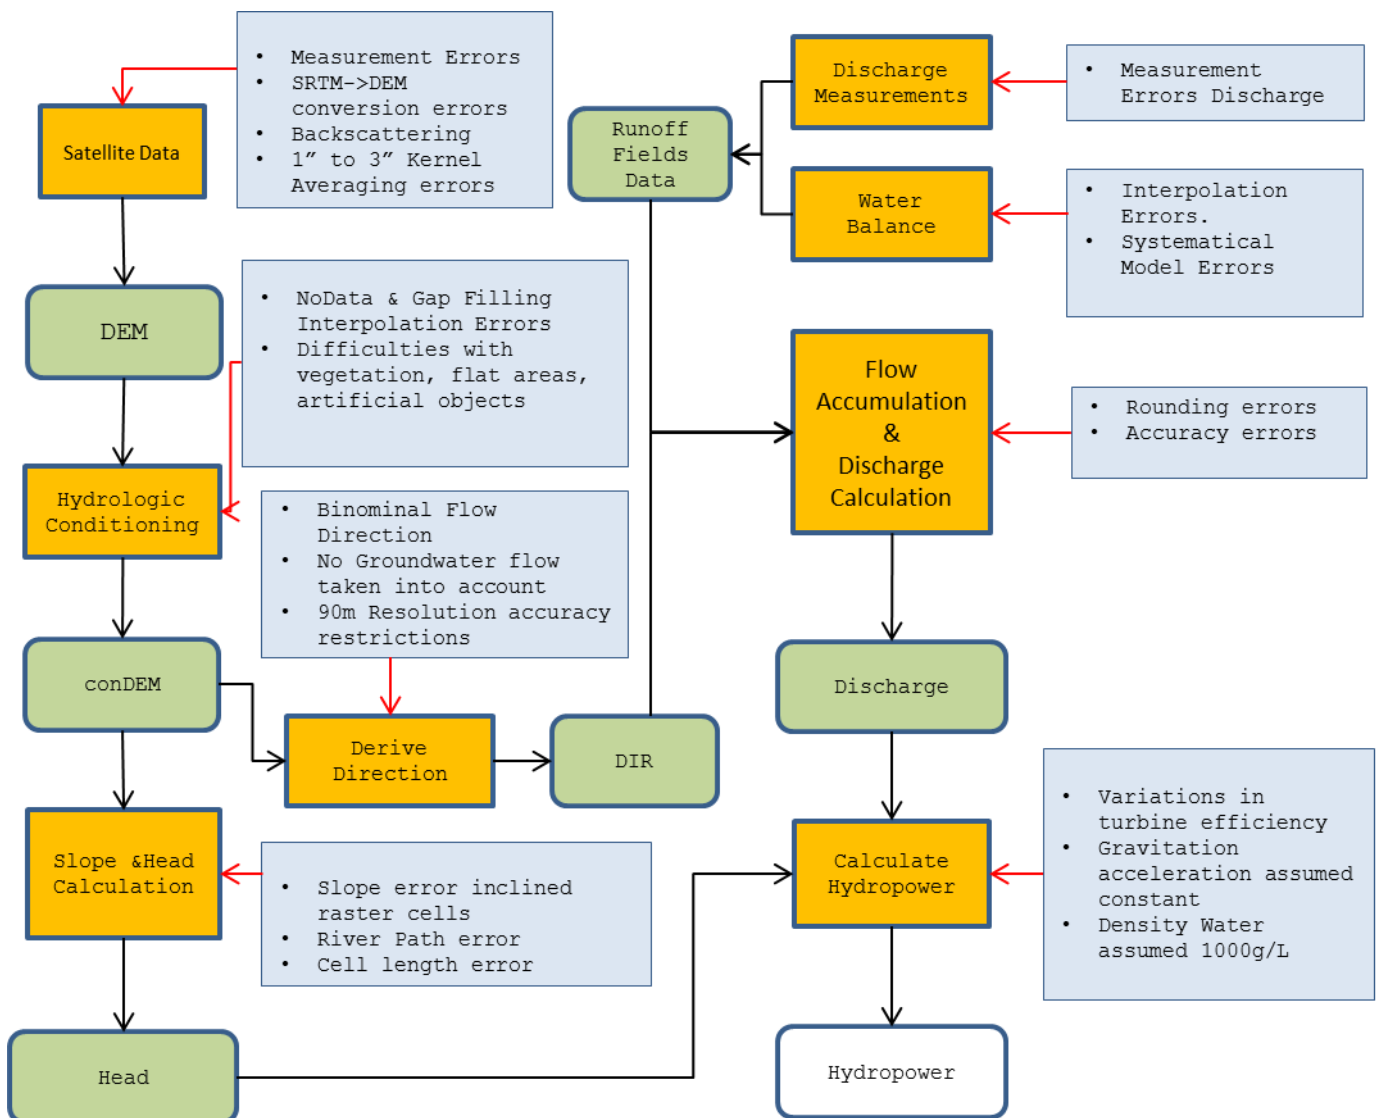 • Measurement Errors
• SRTM->DEM
conversion errors
• Backscattering
• 1” to 3” Kernel
Averaging errors
Satellite Data
DEM
• NoData & Gap Filling
Interpolation Errors
• Difficulties with
vegetation, flat areas,
artificial objects
Hydrologic
Conditioning
• Binominal Flow
Direction
• No Groundwater flow
taken into account
• 90m Resolution accuracy
restrictions
conDEM
Derive
Direction
DIR
Slope &Head
Calculation
• Slope error inclined
raster cells
• River Path error
• Cell length error
Head
Runoff
Fields
Data
Discharge
Measurements
• Measurement
Errors Discharge
Water
Balance
• Interpolation
Errors.
• Systematical
Model Errors
Flow
Accumulation
&
Discharge
Calculation
• Rounding errors
• Accuracy errors
Discharge
Calculate
Hydropower
• Variations in
turbine efficiency
• Gravitation
acceleration assumed
constant
• Density Water
assumed 1000g/L
Hydropower